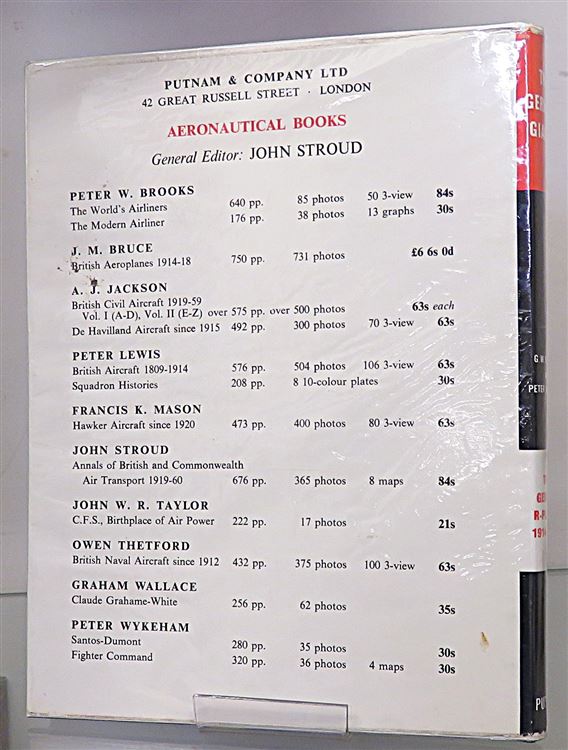 PUTNAM & COMPANY LTD
42 GREAT RUSSELL STREET · LONDON
AERONAUTICAL BOOKS
General Editor: JOHN STROUD
PETER W. BROOKS
The World's Airliners 640 pp. 85 photos 50 3-view 84s
The Modern Airliner 176 pp. 38 photos 13 graphs 30s
J. M. BRUCE
British Aeroplanes 1914-18 750 pp. 731 photos £6 6s 0d
A. J. JACKSON
British Civil Aircraft 1919-59 63s each
Vol. I (A-D), Vol. II (E-Z) over 575 pp. over 500 photos
De Havilland Aircraft since 1915 492 pp. 300 photos 70 3-view 63s
PETER LEWIS
British Aircraft 1809-1914 576 pp. 504 photos 106 3-view 63s
Squadron Histories 208 pp. 8 10-colour plates 30s
FRANCIS K. MASON
Hawker Aircraft since 1920 473 pp. 400 photos 80 3-view 63s
JOHN STROUD
Annals of British and Commonwealth
Air Transport 1919-60 676 pp. 365 photos 8 maps 84s
JOHN W. R. TAYLOR
C.F.S., Birthplace of Air Power 222 pp. 17 photos 21s
OWEN THETFORD
British Naval Aircraft since 1912 432 pp. 375 photos 100 3-view 63s
GRAHAM WALLACE
Claude Grahame-White 256 pp. 62 photos 35s
PETER WYKEHAM
Santos-Dumont 280 pp. 35 photos 30s
Fighter Command 320 pp. 36 photos 4 maps 30s
G W
PETER